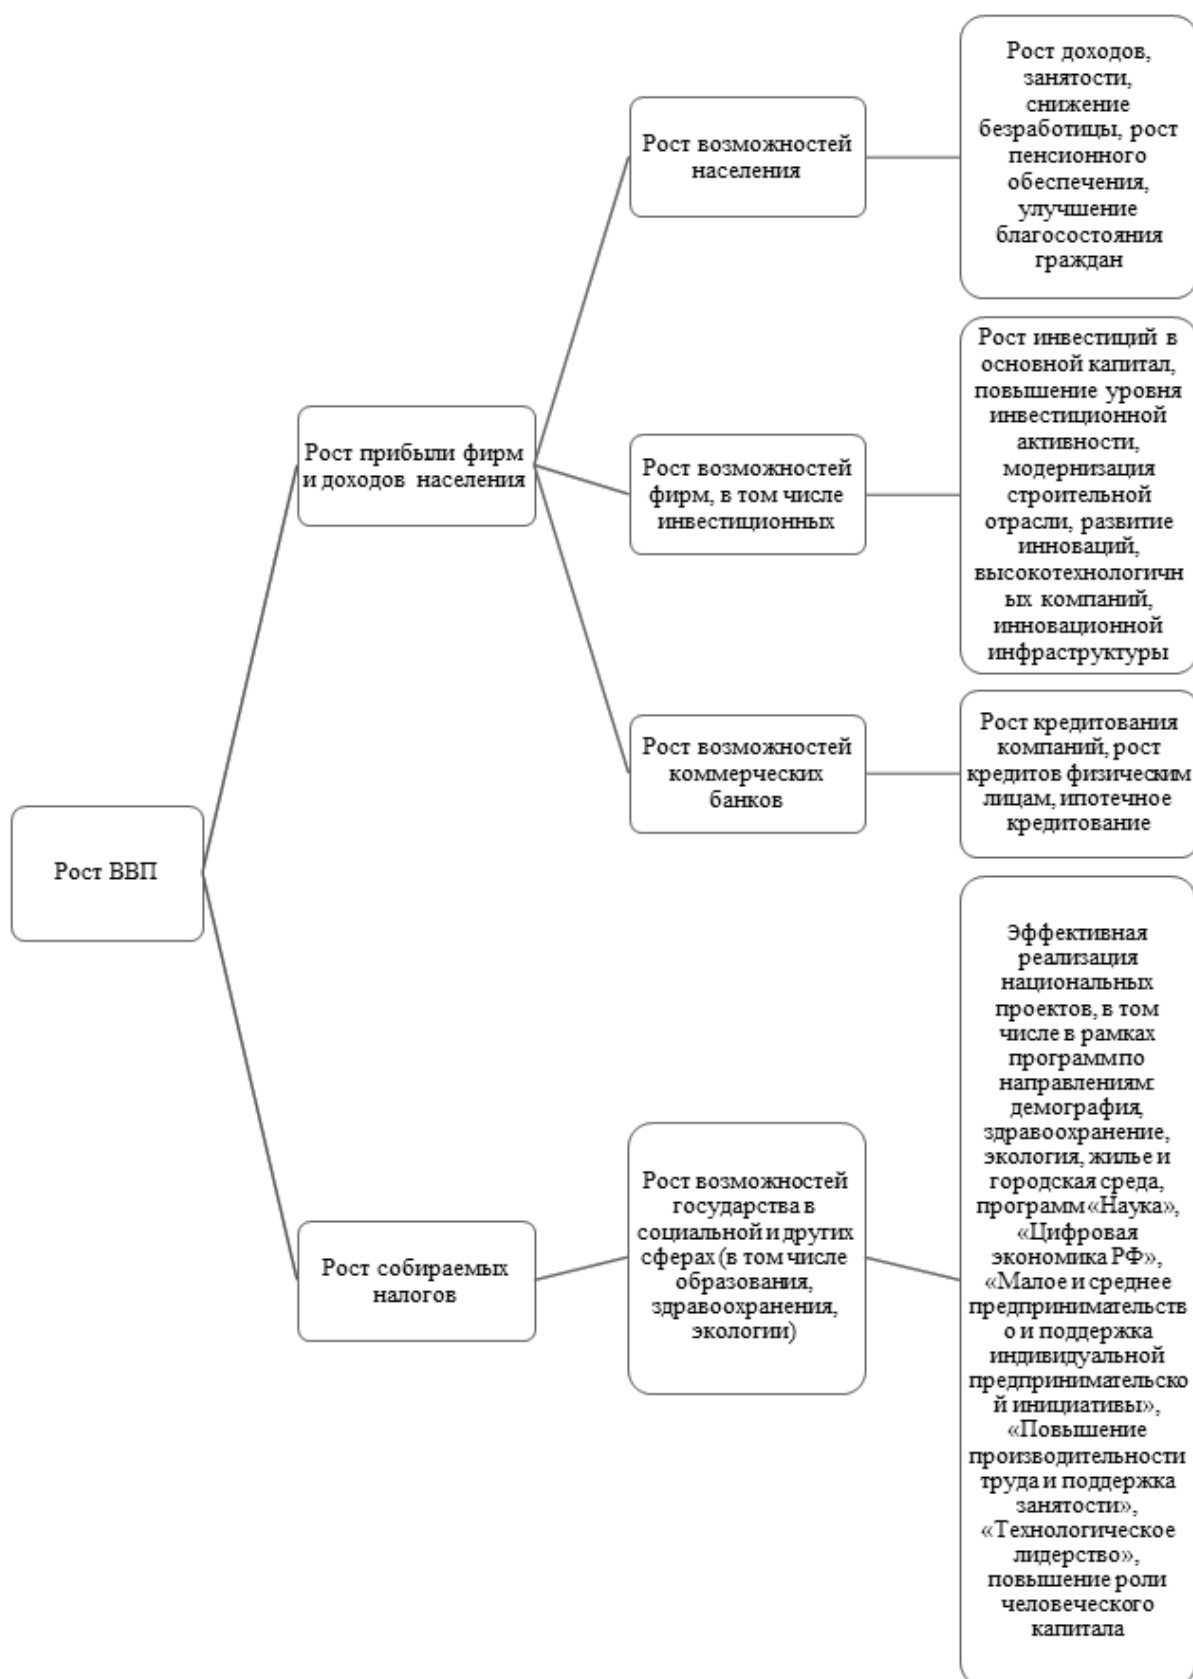 Рост ВВП
Рост прибыли фирм
и доходов населения
Рост возможностей
населения
Рост доходов,
занятости,
снижение
безработицы, рост
пенсионного
обеспечения,
улучшение
благосостояния
граждан
Рост возможностей
фирм, в том числе
инвестиционных
Рост инвестиций в
основной капитал,
повышение уровня
инвестиционной
активности,
модернизация
строительной
отрасли, развитие
инноваций,
высокотехнологичн
ых компаний,
инновационной
инфраструктуры
Рост возможностей
коммерческих
банков
Рост кредитования
компаний, рост
кредитов физическим
лицам, ипотечное
кредитование
Рост собираемых
налогов
Рост возможностей
государства в
социальной и других
сферах (в том числе
образования,
здравоохранения,
экологии)
Эффективная
реализация
национальных
проектов, в том
числе в рамках
программ по
направлениям:
демография,
здравоохранение,
экология, жилье и
городская среда,
программ «Наука»,
«Цифровая
экономика РФ»,
«Малое и среднее
предпринимательств
о и поддержка
индивидуальной
предпринимательско
й инициативы»,
«Повышение
производительности
труда и поддержка
занятости»,
«Технологическое
лидерство»,
повышение роли
человеческого
капитала